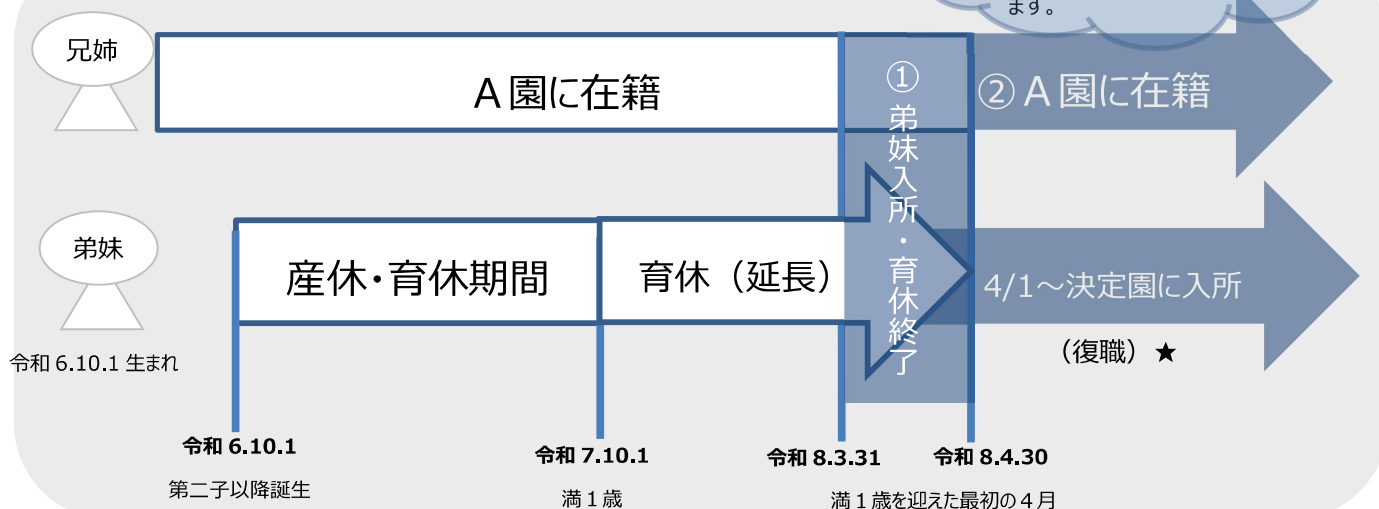 ます。
兄姉
A園に在籍
①弟妹入所・育休終了
②A園に在籍
弟妹
産休・育休期間
育休（延長）
4/1～決定園に入所
（復職）★
令和 6.10.1 生まれ
令和 6.10.1
令和 7.10.1
令和 8.3.31
令和 8.4.30
第二子以降誕生
満１歳
満１歳を迎えた最初の４月